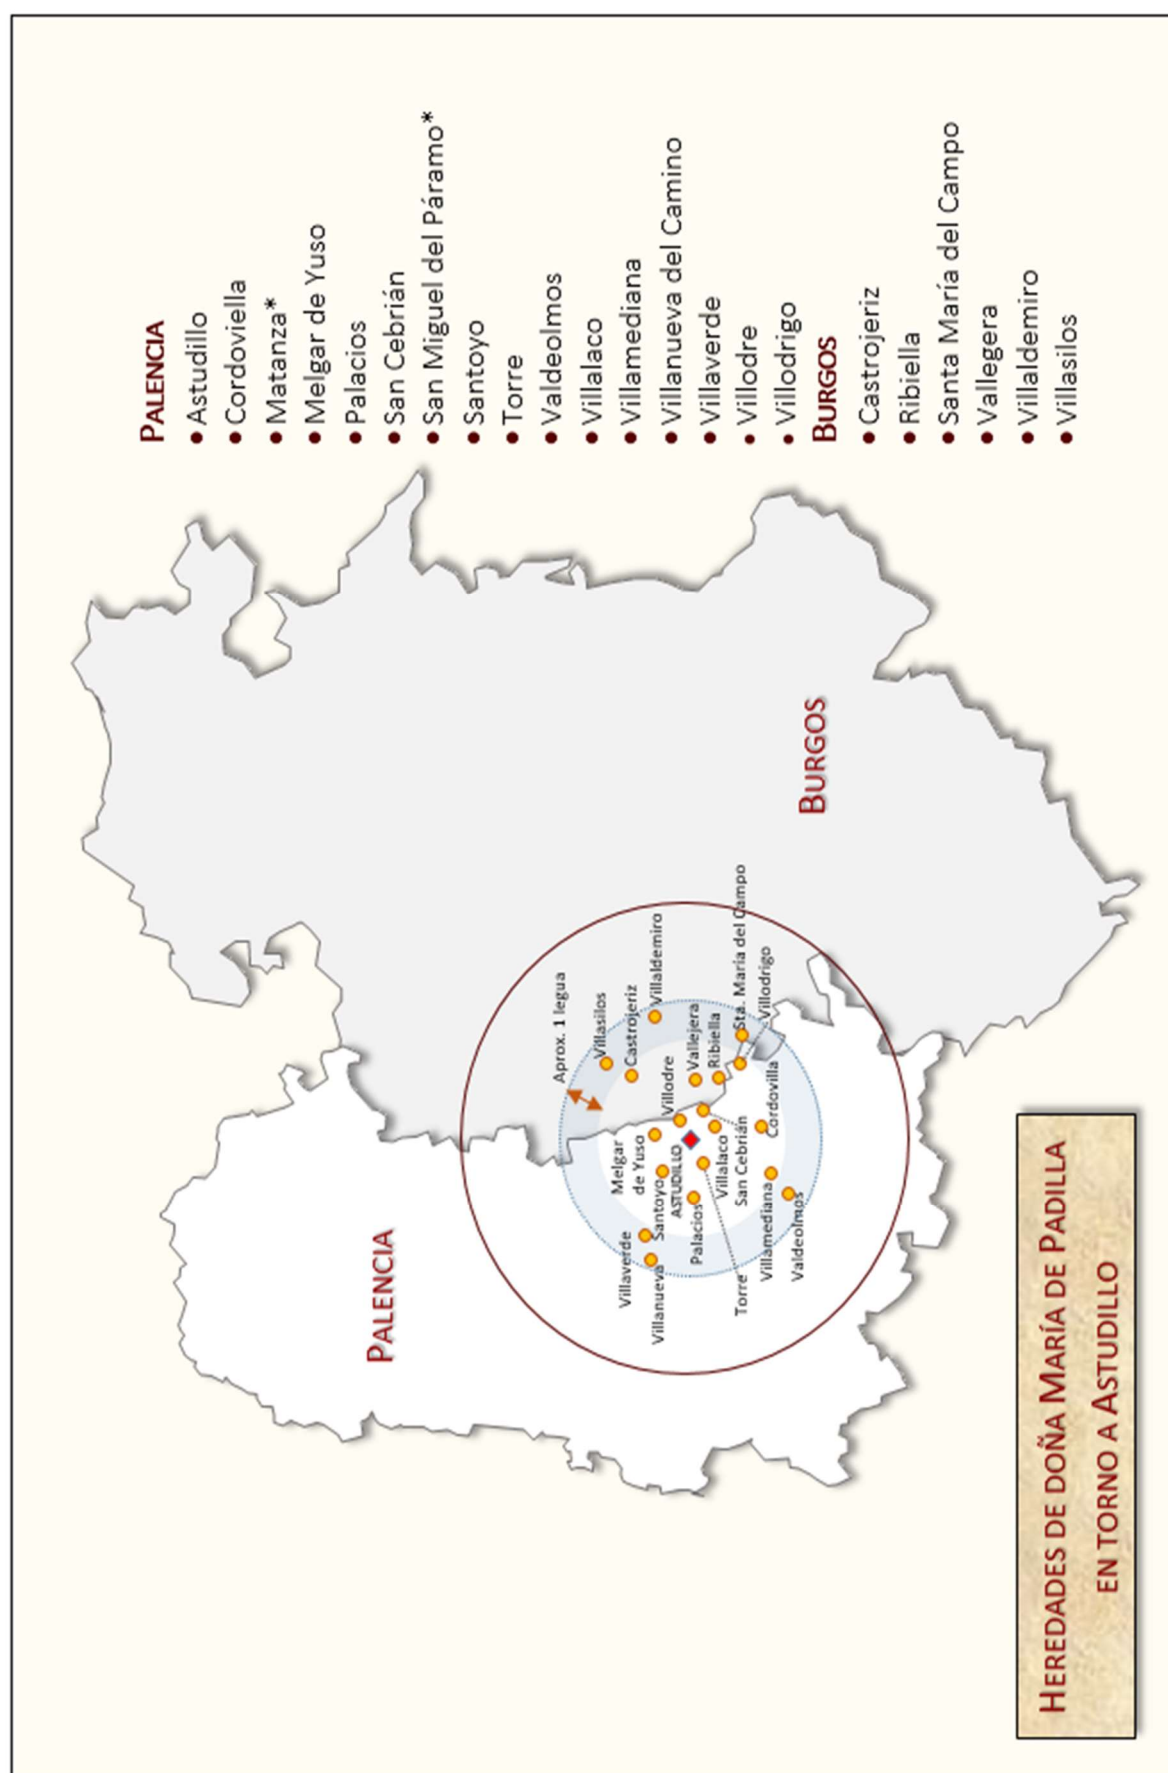 PALENCIA
• Astudillo
• Cordoviella
• Matanza*
• Melgar de Yuso
• Palacios
• San Cebrián
• San Miguel del Páramo*
• Santoyo
• Torre
• Valdeolmos
• Villalaco
• Villamediana
• Villanueva del Camino
• Villaverde
• Villodre
• Villodrigo
BURGOS
• Castrojeriz
• Ribiella
• Santa María del Campo
• Vallegera
• Villaldemiro
• Villasilos
PALENCIA
BURGOS
Aprox. 1 legua
Villasilos
Castrojeriz
Villaldemiro
Melgar
de Yuso
Villodre
Vallejera
Ribiella
Sta. María del Campo
Villodrigo
Villaverde
Villanueva
Santoyo
ASTUDILLO
Palacios
Villalaco
San Cebrián
Cordovilla
Torre
Villamediana
Valdeolmos
HEREDADES DE DOÑA MARÍA DE PADILLA
EN TORNO A ASTUDILLO